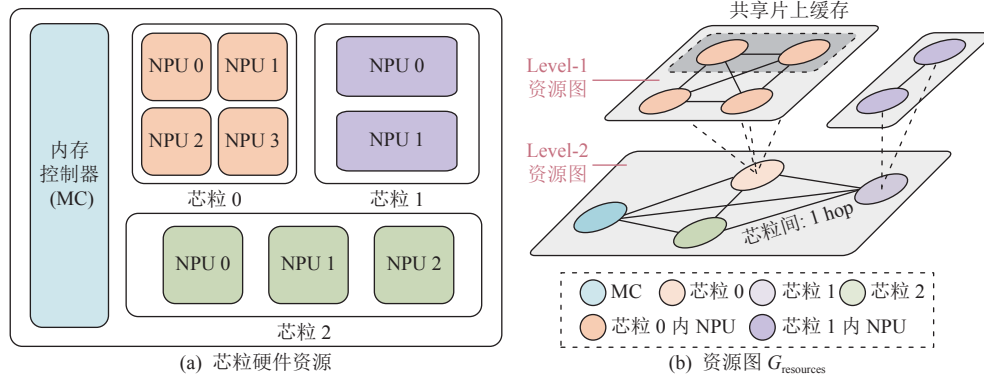 内存
控制器
(MC)
NPU 0
NPU 1
NPU 2
NPU 3
芯粒 0
NPU 0
NPU 1
芯粒 1
NPU 0
NPU 1
NPU 2
芯粒 2
(a) 芯粒硬件资源
共享片上缓存
Level-1
资源图
Level-2
资源图
芯粒间: 1 hop
MC
芯粒 0
芯粒 1
芯粒 2
芯粒 0 内 NPU
芯粒 1 内 NPU
(b) 资源图 Gresources